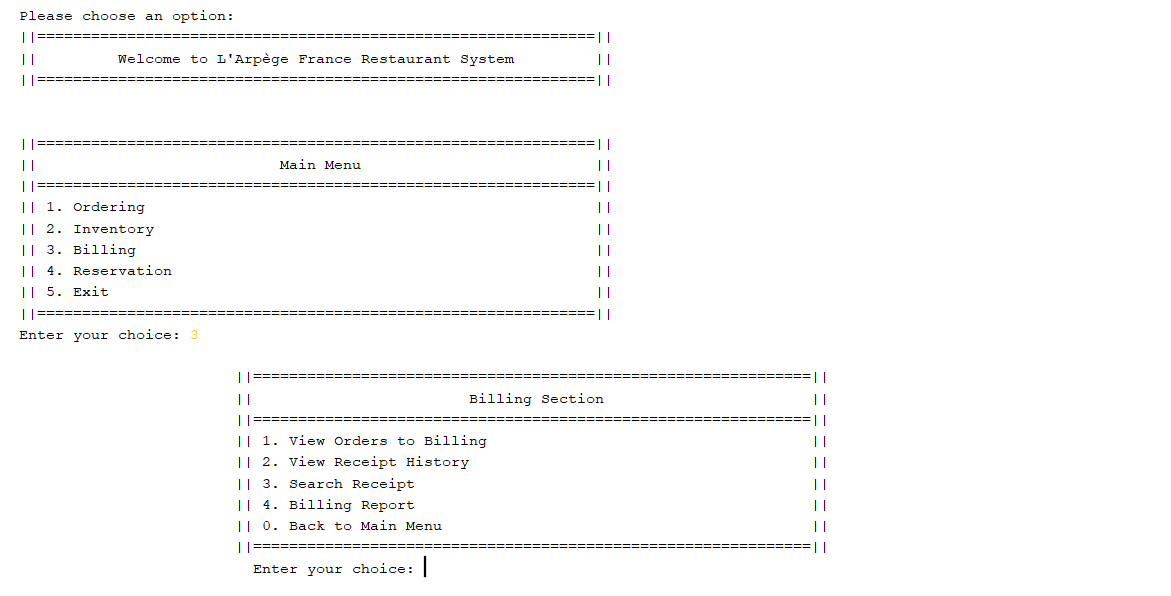 Please choose an option:
||==============================================================||
||         Welcome to L'Arpège France Restaurant System         ||
||==============================================================||
||==============================================================||
||                           Main Menu                          ||
||==============================================================||
|| 1. Ordering                                                  ||
|| 2. Inventory                                                 ||
|| 3. Billing                                                   ||
|| 4. Reservation                                               ||
|| 5. Exit                                                      ||
||==============================================================||
Enter your choice: 3
||==============================================================||
||                        Billing Section                       ||
||==============================================================||
|| 1. View Orders to Billing                                    ||
|| 2. View Receipt History                                      ||
|| 3. Search Receipt                                            ||
|| 4. Billing Report                                            ||
|| 0. Back to Main Menu                                         ||
||==============================================================||
Enter your choice: